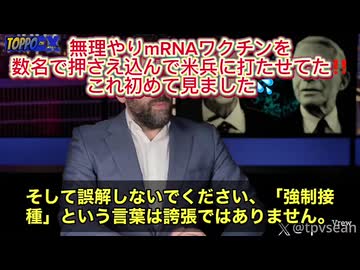 TOPPO
無理やりmRNAワクチンを
数名で押さえ込んで米兵に打たせてた‼️
これ初めて見ました💦
そして誤解しないでください、「強制接
種」という言葉は誇張ではありません。
X@tpvsean
Vrew